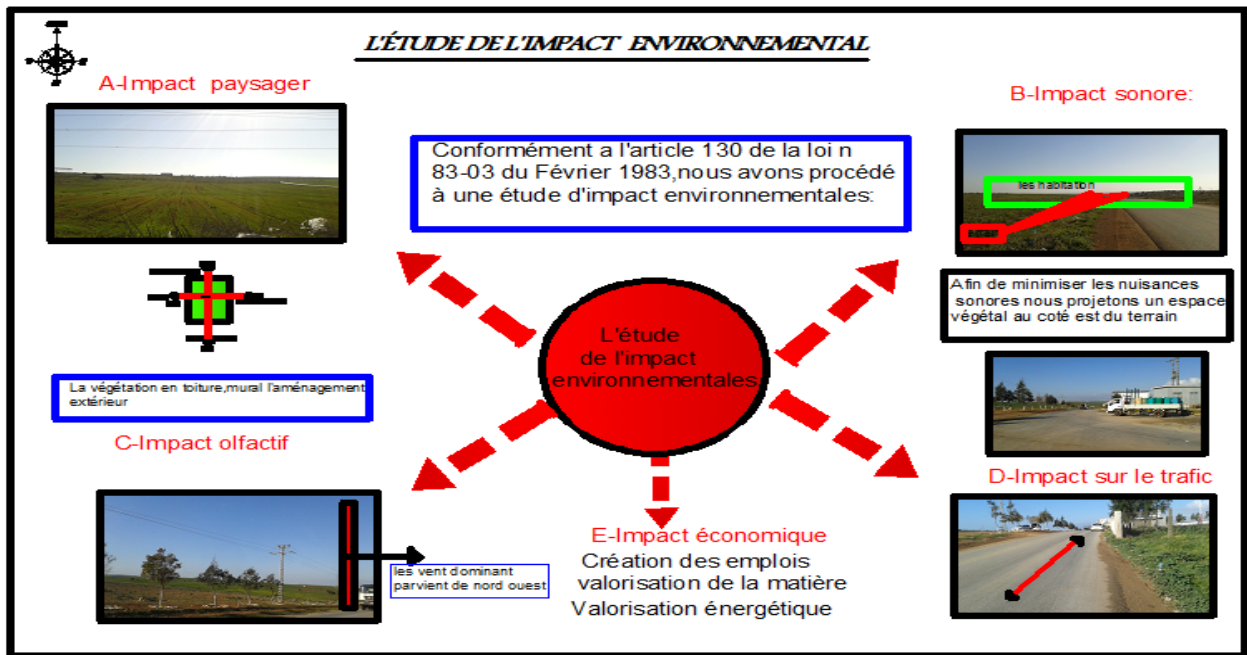 L'ÉTUDE DE L'IMPACT ENVIRONNEMENTAL
A-Impact paysager
B-Impact sonore:
Conformément a l'article 130 de la loi n
83-03 du Février 1983,nous avons procédé
à une étude d'impact environnementales:
les habitation
Afin de minimiser les nuisances
sonores nous projetons un espace
végétal au coté est du terrain
L'étude
de l'impact
environnementales
La végétation en toiture,mural l'aménagement
extérieur
C-Impact olfactif
D-Impact sur le trafic
les vent dominant
parvient de nord ouest
E-Impact économique
Création des emplois
valorisation de la matière
Valorisation énergétique